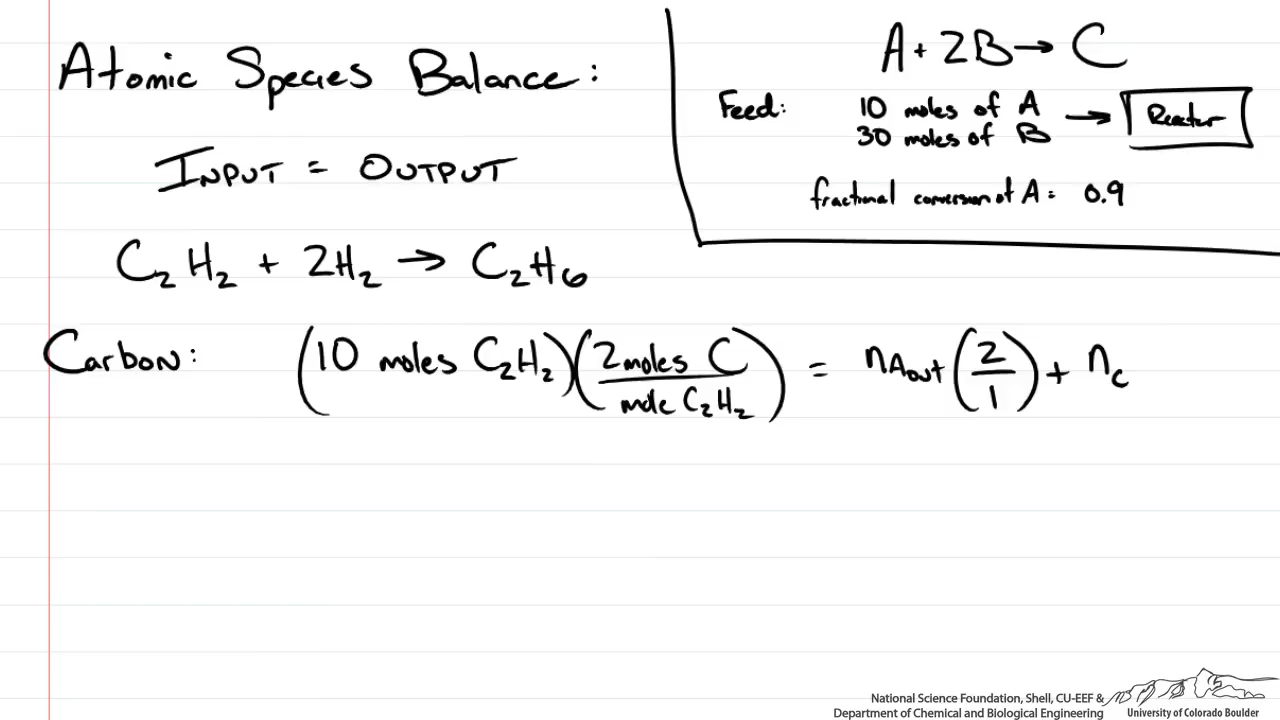 Atomic Species Balance:
INPUT = OUTPUT
C₂H₂ + 2H₂ → C₂H₆
A + 2B → C
Feed: 10 moles of A → Reactor
30 moles of B
fractional conversion of A = 0.9
Carbon: (10 moles C₂H₂)(2 moles C / mole C₂H₂) = nAout (2/1) + nc
National Science Foundation, Shell, CU-EEF &
Department of Chemical and Biological Engineering
University of Colorado Boulder